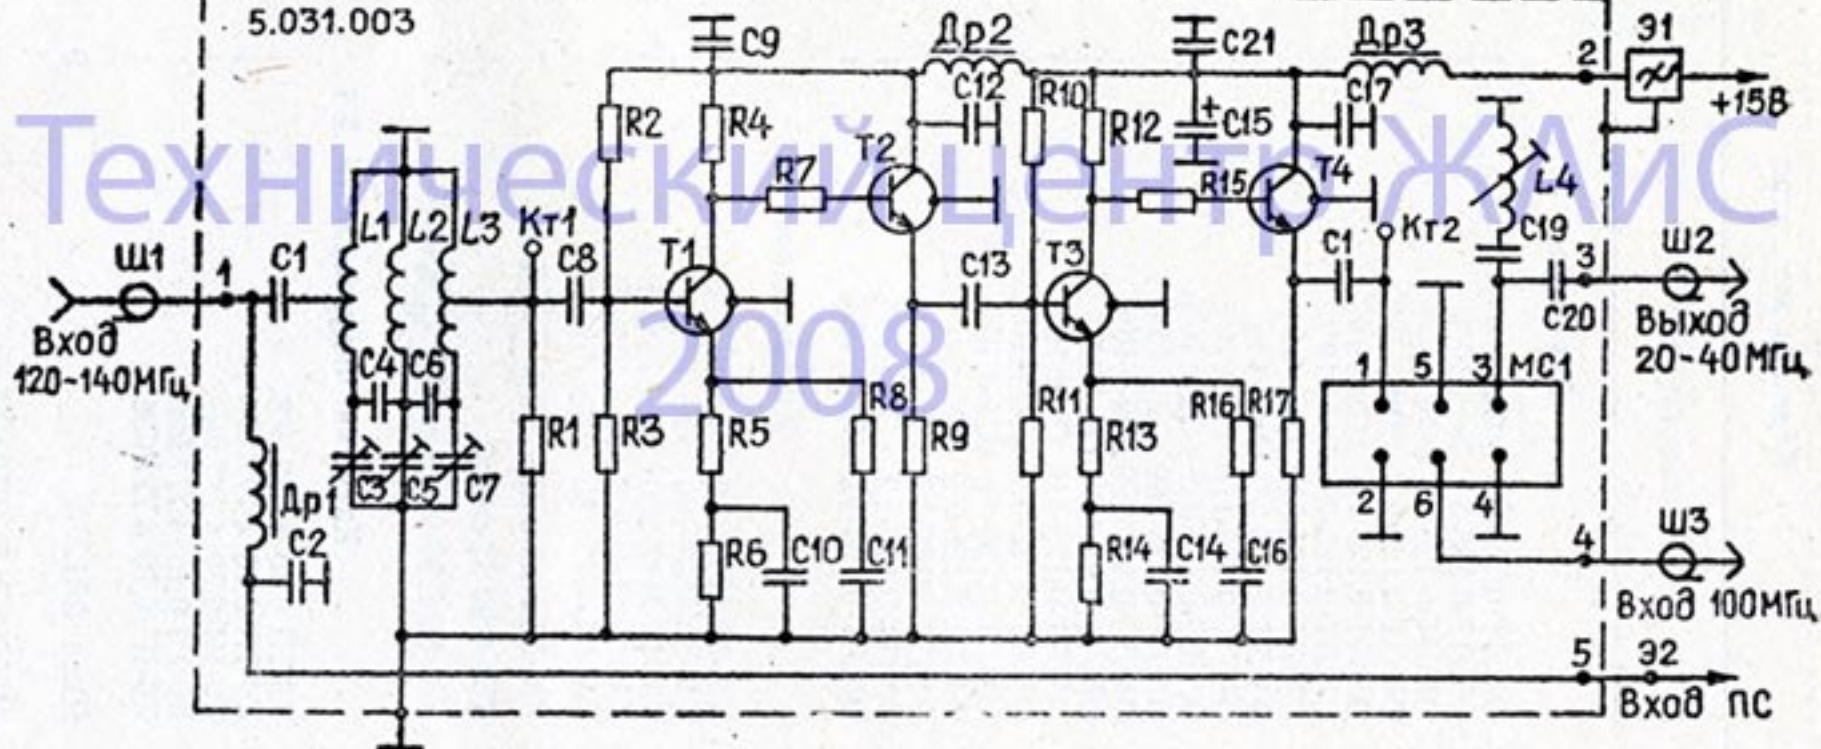 5.031.003
C9
Др2
C21
Др3
2
Э1
+15В
R2
R4
C12
R10
R12
+
C15
C17
Технический центр ЖАиС
T2
R7
R15
T4
L4
L1
L2
L3
Кт1
C8
T1
C13
T3
C1
Кт2
C19
3
Ш2
Ш1
1
C1
C20
Вход
120-140МГц
Выход
20-40МГц
2008
C4
C6
1
5
3
МС1
R1
R3
R5
R8
R9
R11
R13
R16
R17
C3
C5
C7
Др1
2
6
4
C2
R6
C10
C11
R14
C14
C16
4
Ш3
Вход 100МГц
5
Э2
Вход ПС